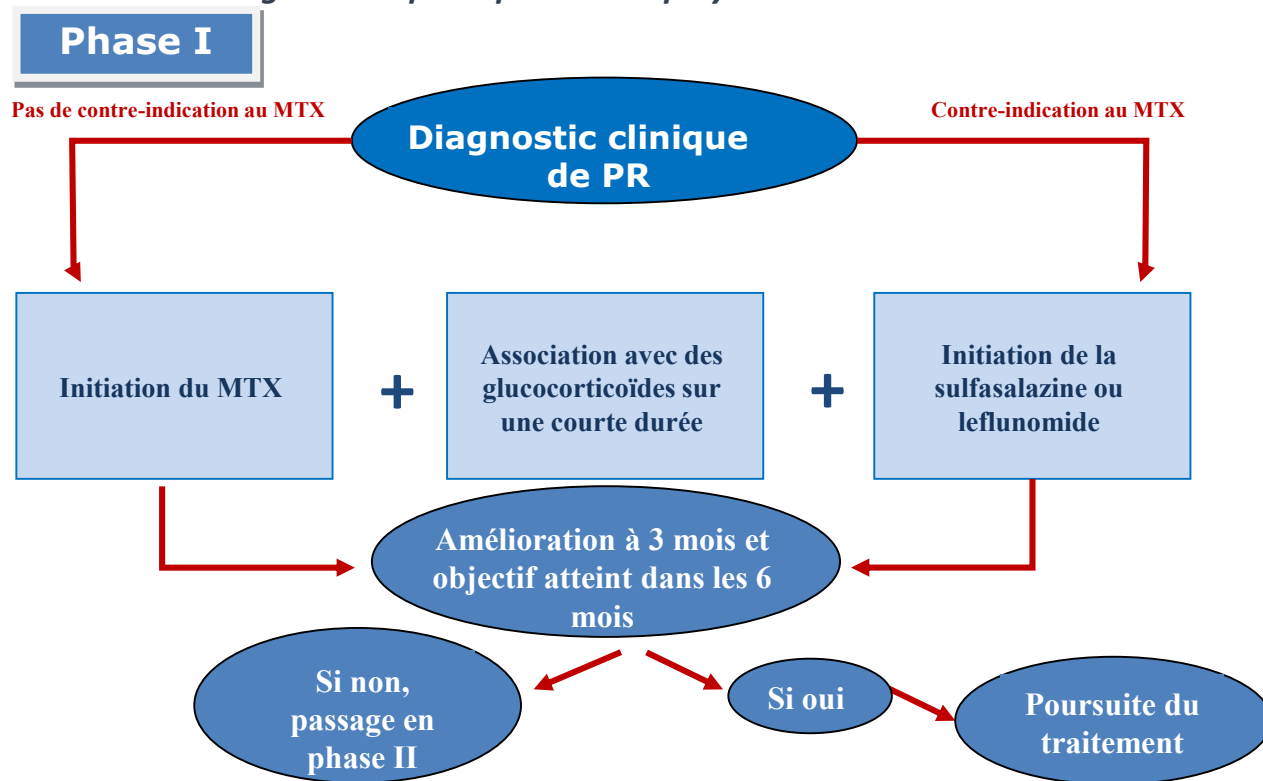 Phase I
Pas de contre-indication au MTX
Contre-indication au MTX
Diagnostic clinique
de PR
Initiation du MTX
+
Association avec des
glucocorticoïdes sur
une courte durée
+
Initiation de la
sulfasalazine ou
leflunomide
Amélioration à 3 mois et
objectif atteint dans les 6
mois
Si non,
passage en
phase II
Si oui
Poursuite du
traitement